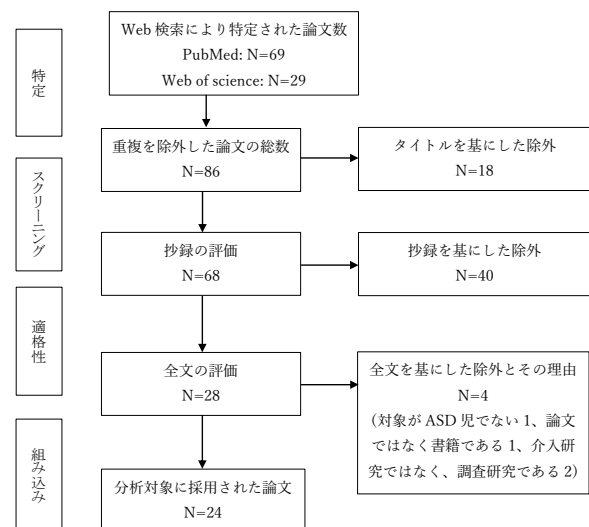 Web 検索により特定された論文数
PubMed: N=69
Web of science: N=29
特定
重複を除外した論文の総数
N=86
タイトルを基にした除外
N=18
スクリーニング
抄録の評価
N=68
抄録を基にした除外
N=40
適格性
全文の評価
N=28
全文を基にした除外とその理由
N=4
(対象が ASD 児でない 1、論文
ではなく書籍である 1、介入研
究ではなく、調査研究である 2)
組み込み
分析対象に採用された論文
N=24